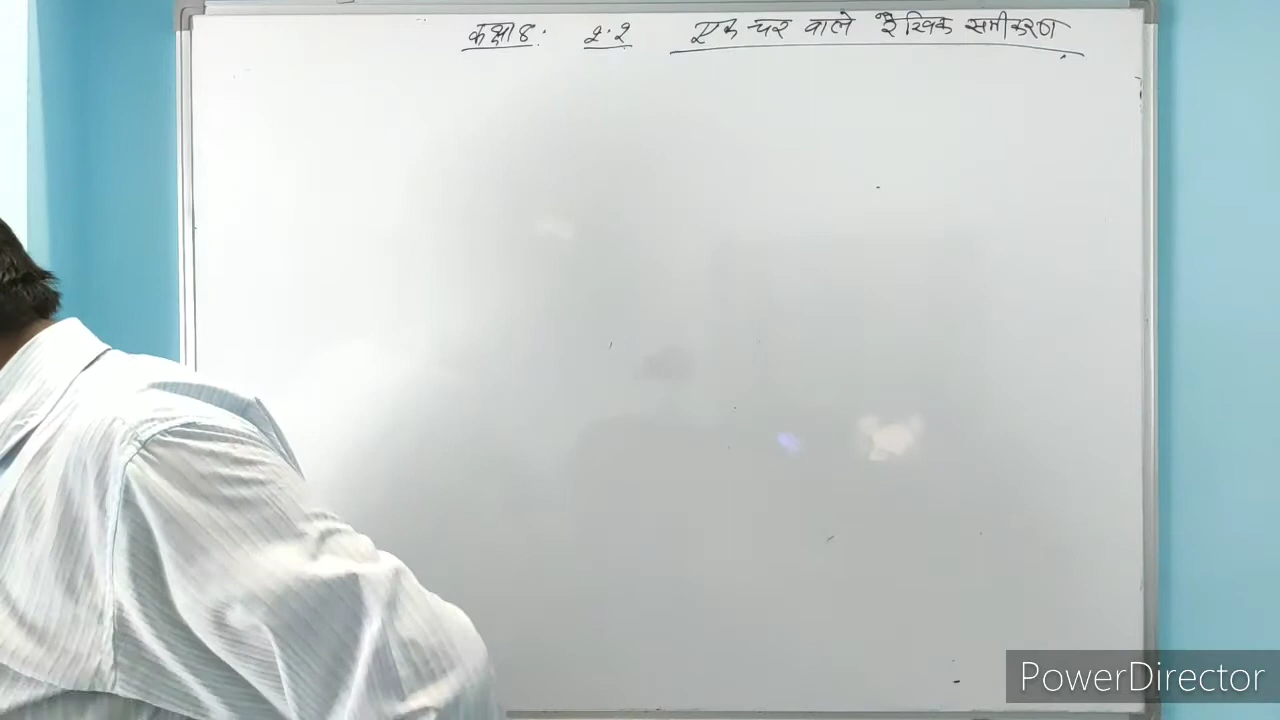 कक्षा 8: 2.2 एक चर वाले रैखिक समीकरण
PowerDirector